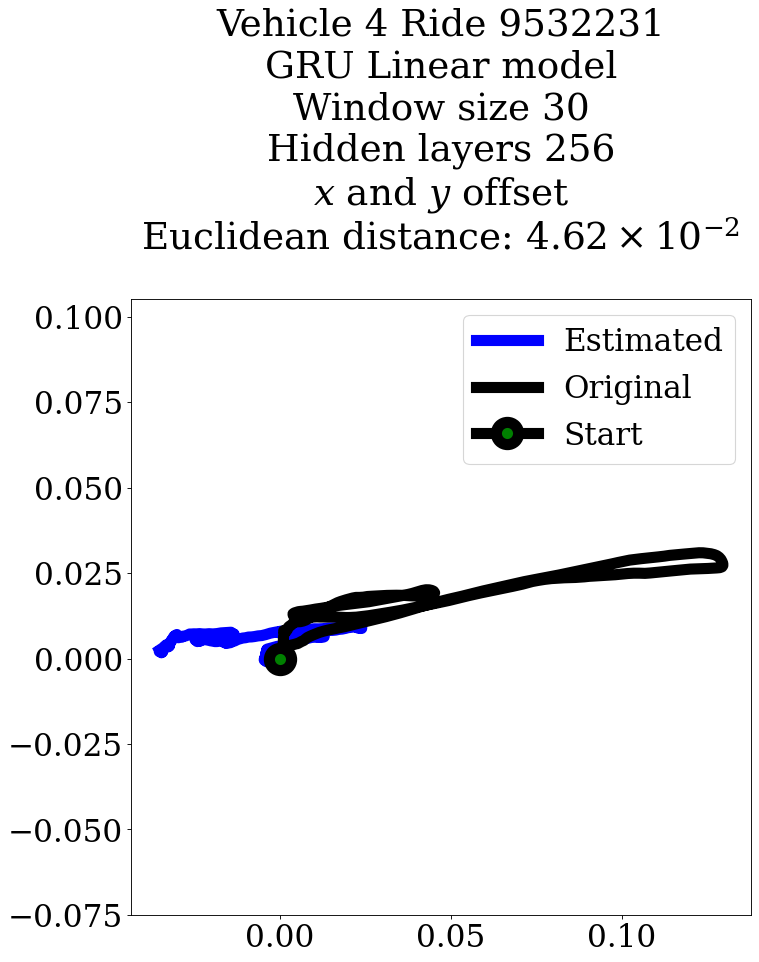 Vehicle 4 Ride 9532231
GRU Linear model
Window size 30
Hidden layers 256
x and y offset
Euclidean distance: 4.62 × 10⁻²
Estimated
Original
Start
0.100
0.075
0.050
0.025
0.000
−0.025
−0.050
−0.075
0.00 0.05 0.10